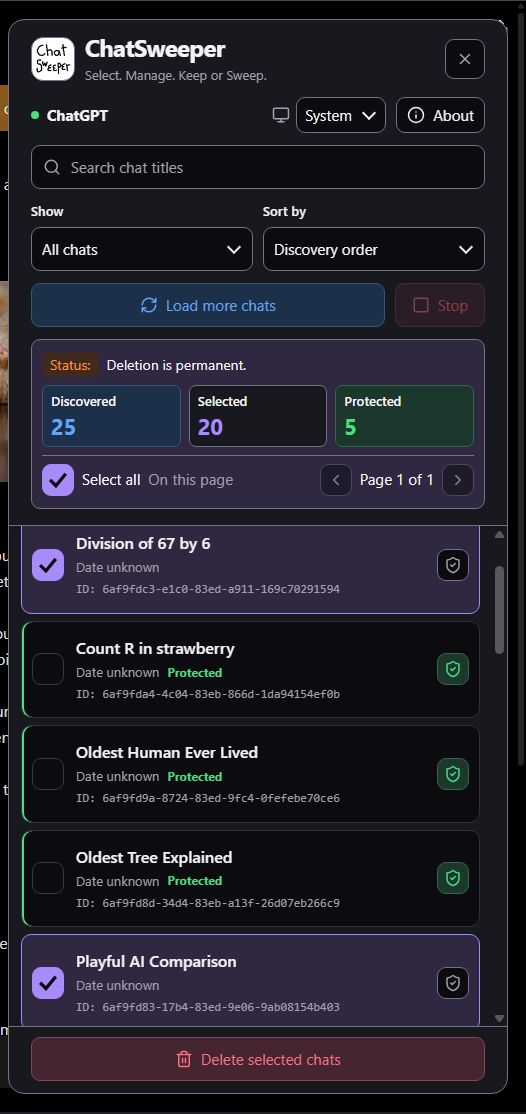 Chat
Sweeper
ChatSweeper
Select. Manage. Keep or Sweep.
ChatGPT
System
About
Search chat titles
Show
Sort by
All chats
Discovery order
Load more chats
Stop
Status: Deletion is permanent.
Discovered
Selected
Protected
25
20
5
Select all On this page
Page 1 of 1
Division of 67 by 6
Date unknown
ID: 6af9fdc3-e1c0-83ed-a911-169c70291594
Count R in strawberry
Date unknown Protected
ID: 6af9fda4-4c04-83eb-866d-1da94154ef0b
Oldest Human Ever Lived
Date unknown Protected
ID: 6af9fd9a-8724-83ed-9fc4-0fefebe70ce6
Oldest Tree Explained
Date unknown Protected
ID: 6af9fd8d-34d4-83eb-a13f-26d07eb266c9
Playful AI Comparison
Date unknown
ID: 6af9fd83-17b4-83ed-9e06-9ab08154b403
Delete selected chats